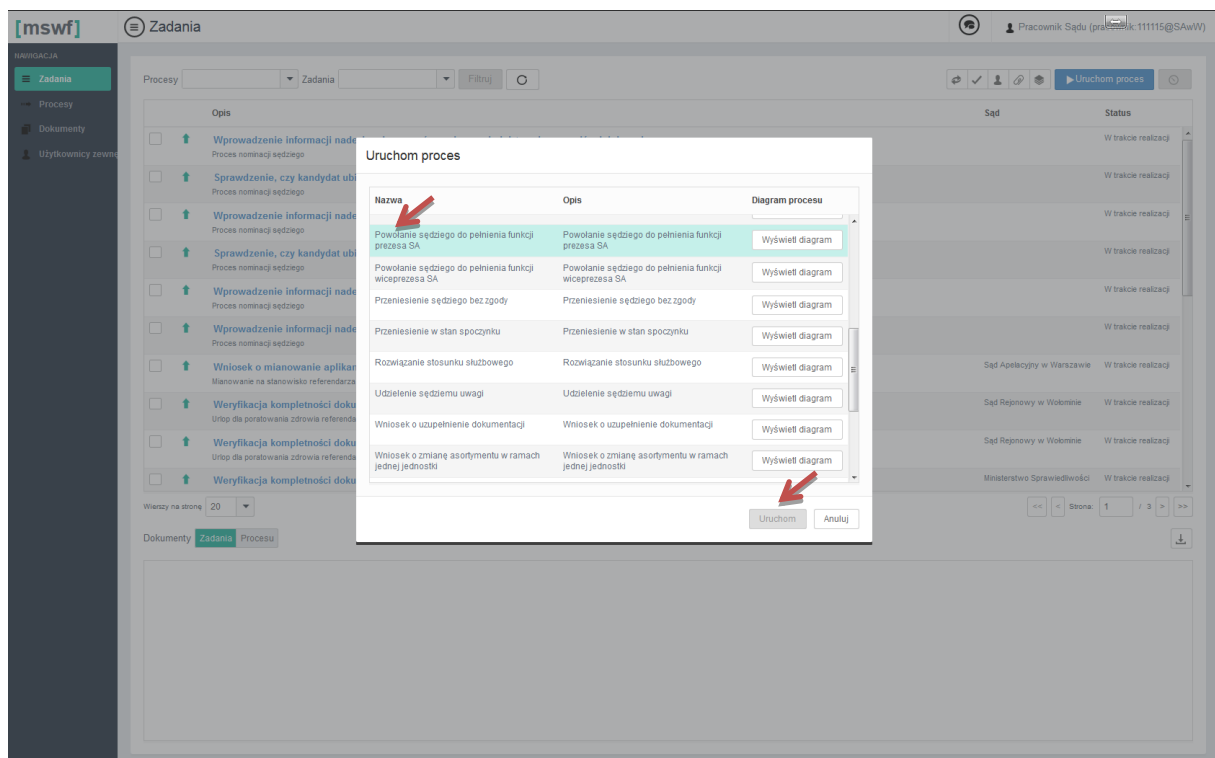 [mswf]
Zadania
Pracownik Sądu (pracownik:111115@SAwW)
NAWIGACJA
Zadania
Procesy
Dokumenty
Użytkownicy zewnę
Procesy
Zadania
Filtruj
Uruchom proces
Opis
Sąd
Status
Wprowadzenie informacji nade
Proces nominacji sędziego
W trakcie realizacji
Sprawdzenie, czy kandydat ubi
Proces nominacji sędziego
W trakcie realizacji
Wprowadzenie informacji nade
Proces nominacji sędziego
W trakcie realizacji
Sprawdzenie, czy kandydat ubi
Proces nominacji sędziego
W trakcie realizacji
Wprowadzenie informacji nade
Proces nominacji sędziego
W trakcie realizacji
Wprowadzenie informacji nade
Proces nominacji sędziego
W trakcie realizacji
Wniosek o mianowanie aplikan
Mianowanie na stanowisko referendarza
Sąd Apelacyjny w Warszawie
W trakcie realizacji
Weryfikacja kompletności doku
Urlop dla poratowania zdrowia referenda
Sąd Rejonowy w Wołominie
W trakcie realizacji
Weryfikacja kompletności doku
Urlop dla poratowania zdrowia referenda
Sąd Rejonowy w Wołominie
W trakcie realizacji
Weryfikacja kompletności doku
Ministerstwo Sprawiedliwości
W trakcie realizacji
Uruchom proces
Nazwa
Opis
Diagram procesu
Powołanie sędziego do pełnienia funkcji
prezesa SA
Powołanie sędziego do pełnienia funkcji
prezesa SA
Wyświetl diagram
Powołanie sędziego do pełnienia funkcji
wiceprezesa SA
Powołanie sędziego do pełnienia funkcji
wiceprezesa SA
Wyświetl diagram
Przeniesienie sędziego bez zgody
Przeniesienie sędziego bez zgody
Wyświetl diagram
Przeniesienie w stan spoczynku
Przeniesienie w stan spoczynku
Wyświetl diagram
Rozwiązanie stosunku służbowego
Rozwiązanie stosunku służbowego
Wyświetl diagram
Udzielenie sędziemu uwagi
Udzielenie sędziemu uwagi
Wyświetl diagram
Wniosek o uzupełnienie dokumentacji
Wniosek o uzupełnienie dokumentacji
Wyświetl diagram
Wniosek o zmianę asortymentu w ramach
jednej jednostki
Wniosek o zmianę asortymentu w ramach
jednej jednostki
Wyświetl diagram
Uruchom
Anuluj
Wierszy na stronę
20
<< < Strona: 1 / 3 > >>
Dokumenty
Zadania
Procesu